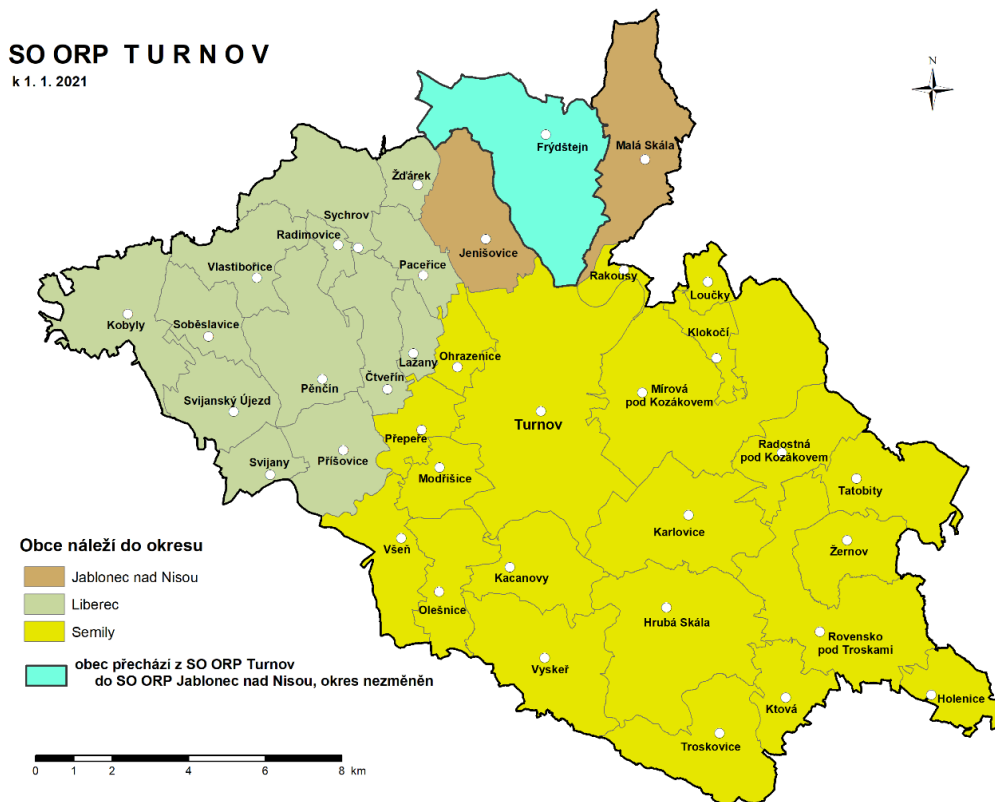 SO ORP T U R N O V
k 1. 1. 2021
N
Frýdštejn
Malá Skála
Žďárek
Sychrov
Radimovice
Jenišovice
Vlastibořice
Paceřice
Rakousy
Loučky
Kobyly
Soběslavice
Klokočí
Ohrazenice
Lažany
Pěnčín
Čtveřín
Mírová
pod Kozákovem
Svijanský Újezd
Turnov
Přepeře
Radostná
pod Kozákovem
Svijany
Příšovice
Modřišice
Tatobity
Karlovice
Všeň
Žernov
Kacanovy
Olešnice
Hrubá Skála
Rovensko
pod Troskami
Vyskeř
Ktová
Holenice
Troskovice
Obce náleží do okresu
Jablonec nad Nisou
Liberec
Semily
obec přechází z SO ORP Turnov
do SO ORP Jablonec nad Nisou, okres nezměněn
0 1 2 4 6 8 km